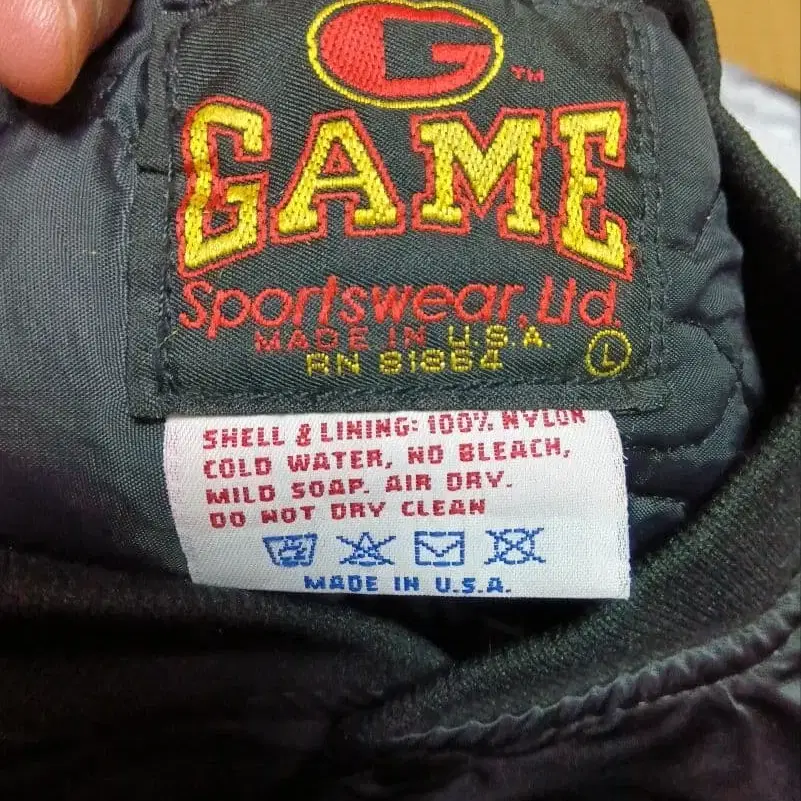 G™
GAME
Sportswear, Ltd.
MADE IN U.S.A.
RN 81864
L
SHELL & LINING: 100% NYLON
COLD WATER, NO BLEACH,
MILD SOAP. AIR DRY.
DO NOT DRY CLEAN
MADE IN U.S.A.